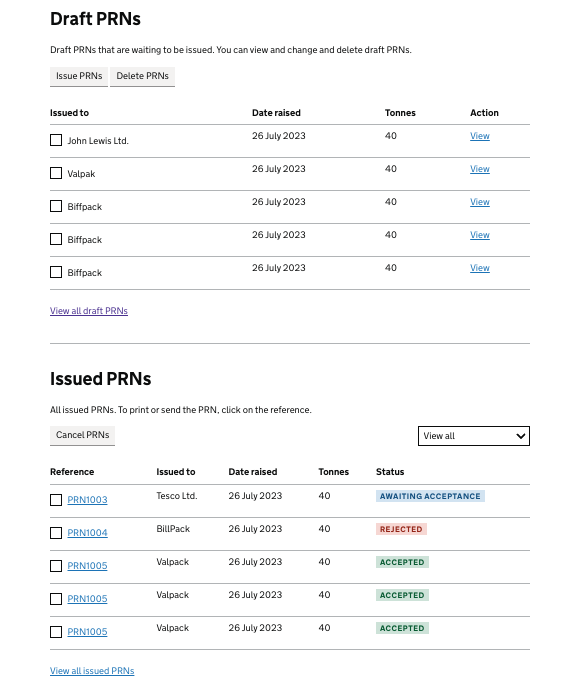 Draft PRNs
Draft PRNs that are waiting to be issued. You can view and change and delete draft PRNs.
Issue PRNs Delete PRNs
Issued to Date raised Tonnes Action
John Lewis Ltd. 26 July 2023 40 View
Valpak 26 July 2023 40 View
Biffpack 26 July 2023 40 View
Biffpack 26 July 2023 40 View
Biffpack 26 July 2023 40 View
View all draft PRNs
Issued PRNs
All issued PRNs. To print or send the PRN, click on the reference.
Cancel PRNs View all
Reference Issued to Date raised Tonnes Status
PRN1003 Tesco Ltd. 26 July 2023 40 AWAITING ACCEPTANCE
PRN1004 BillPack 26 July 2023 40 REJECTED
PRN1005 Valpack 26 July 2023 40 ACCEPTED
PRN1005 Valpack 26 July 2023 40 ACCEPTED
PRN1005 Valpack 26 July 2023 40 ACCEPTED
View all issued PRNs